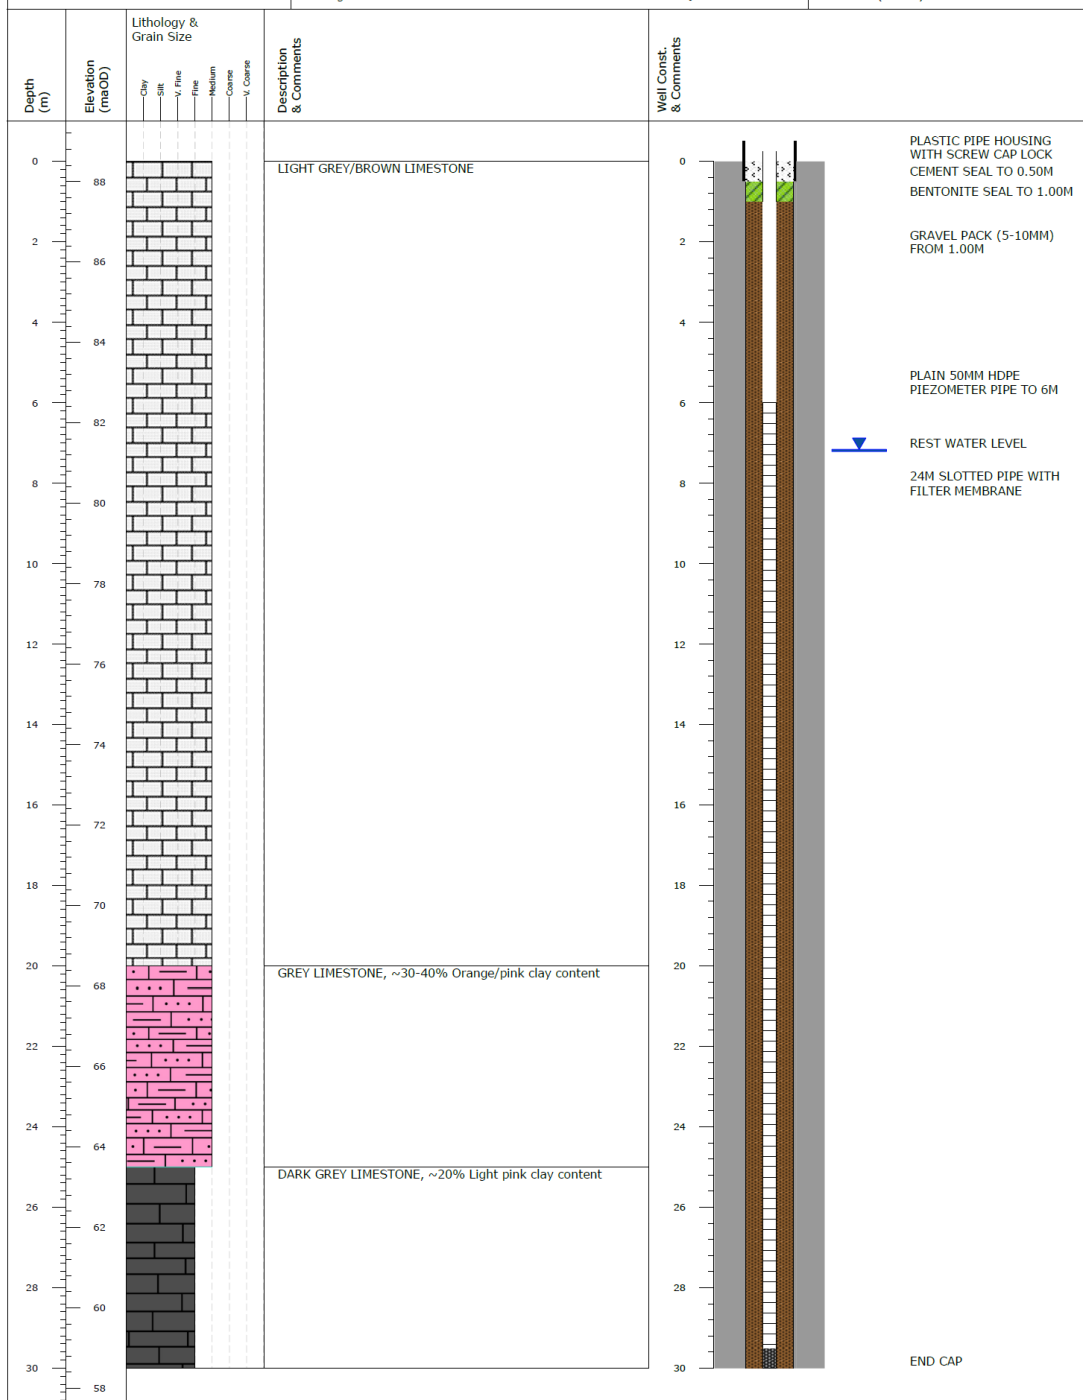 Lithology &
Grain Size
Depth
(m)
Elevation
(maOD)
Clay
Silt
V. Fine
Fine
Medium
Coarse
V. Coarse
Description
& Comments
Well Const.
& Comments
0
2
4
6
8
10
12
14
16
18
20
22
24
26
28
30
88
86
84
82
80
78
76
74
72
70
68
66
64
62
60
58
LIGHT GREY/BROWN LIMESTONE
GREY LIMESTONE, ~30-40% Orange/pink clay content
DARK GREY LIMESTONE, ~20% Light pink clay content
0
2
4
6
8
10
12
14
16
18
20
22
24
26
28
30
PLASTIC PIPE HOUSING
WITH SCREW CAP LOCK
CEMENT SEAL TO 0.50M
BENTONITE SEAL TO 1.00M
GRAVEL PACK (5-10MM)
FROM 1.00M
PLAIN 50MM HDPE
PIEZOMETER PIPE TO 6M
REST WATER LEVEL
24M SLOTTED PIPE WITH
FILTER MEMBRANE
END CAP